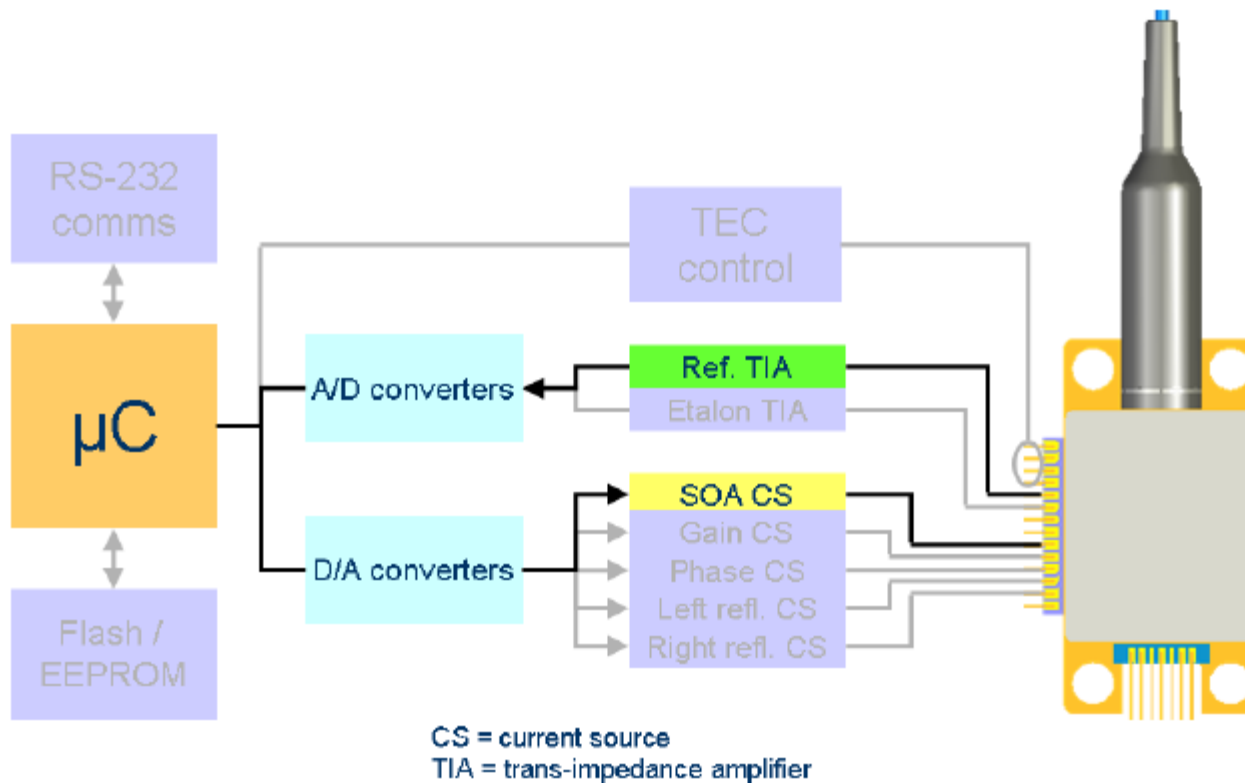 RS-232
comms
TEC
control
µC
A/D converters
Ref. TIA
Etalon TIA
D/A converters
SOA CS
Gain CS
Phase CS
Left refl. CS
Right refl. CS
Flash /
EEPROM
CS = current source
TIA = trans-impedance amplifier